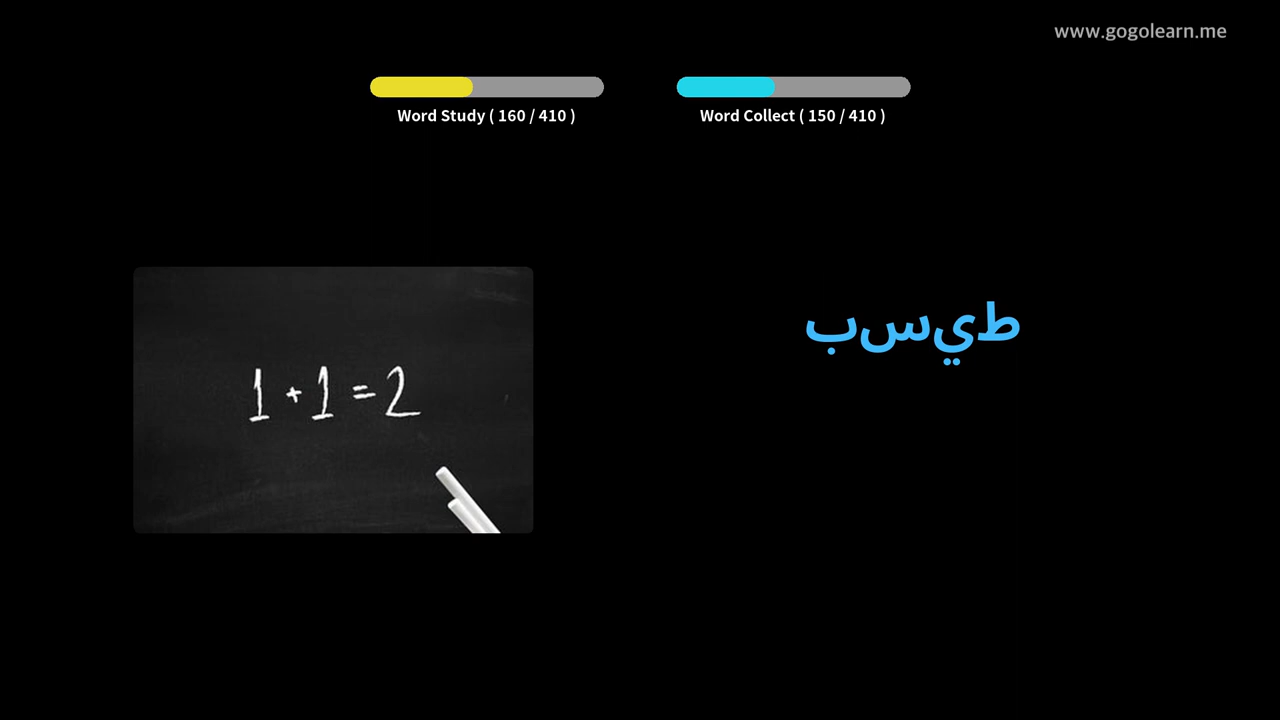 www.gogolearn.me
Word Study ( 160 / 410 )
Word Collect ( 150 / 410 )
1 + 1 = 2
بسيط